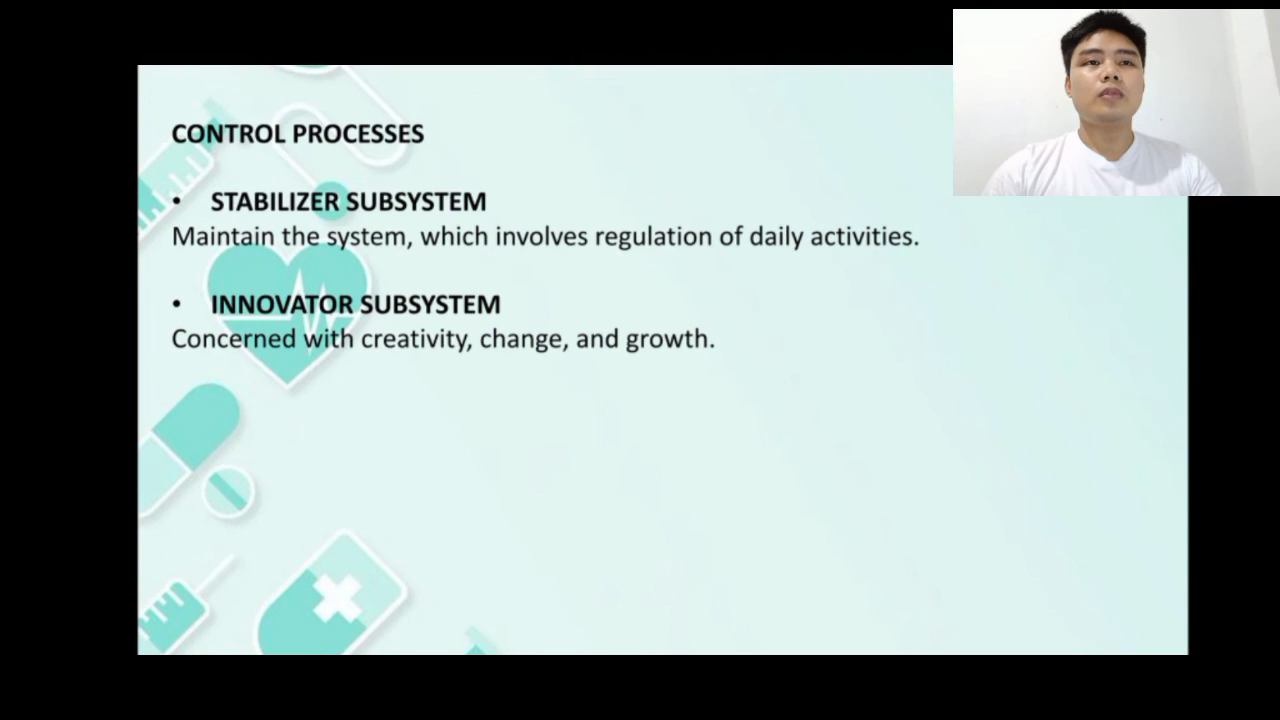 CONTROL PROCESSES
• STABILIZER SUBSYSTEM
Maintain the system, which involves regulation of daily activities.
• INNOVATOR SUBSYSTEM
Concerned with creativity, change, and growth.